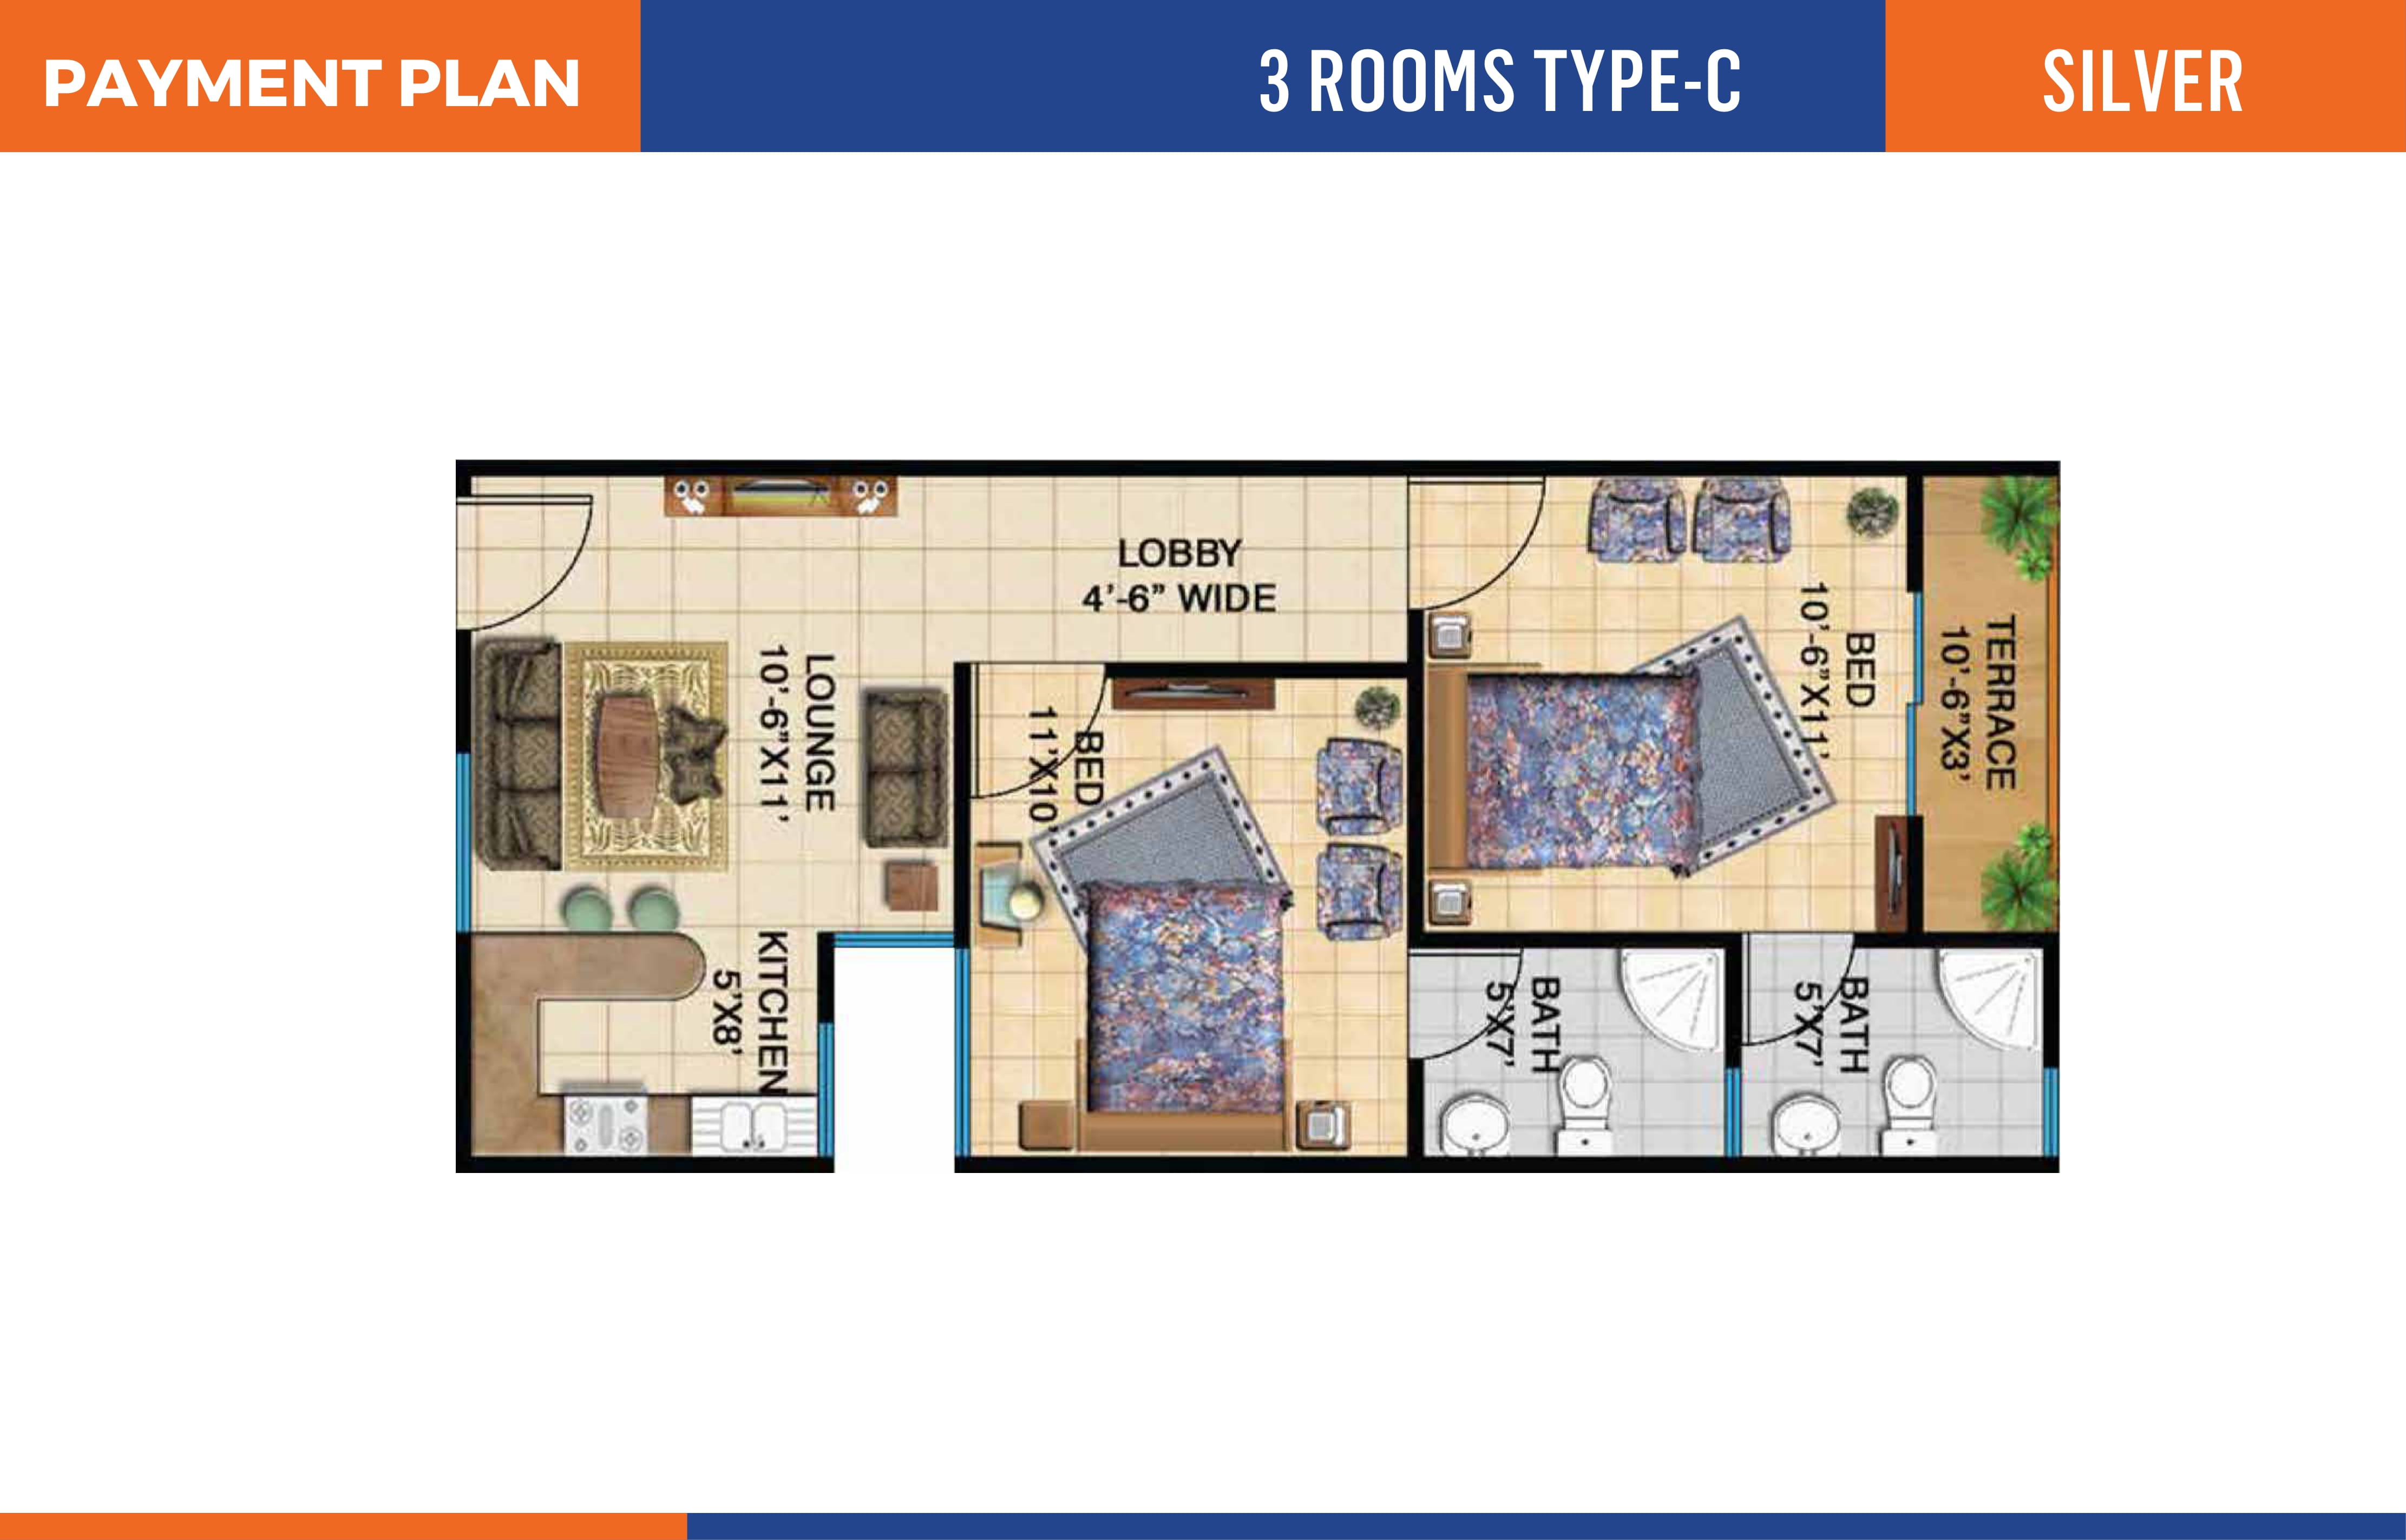 PAYMENT PLAN
3 ROOMS TYPE-C
SILVER
LOBBY
4'-6" WIDE
LOUNGE
10'-6"X11'
KITCHEN
5'X8'
BED
11'X10'
BED
10'-6"X11'
TERRACE
10'-6"X3'
BATH
5'X7'
BATH
5'X7'